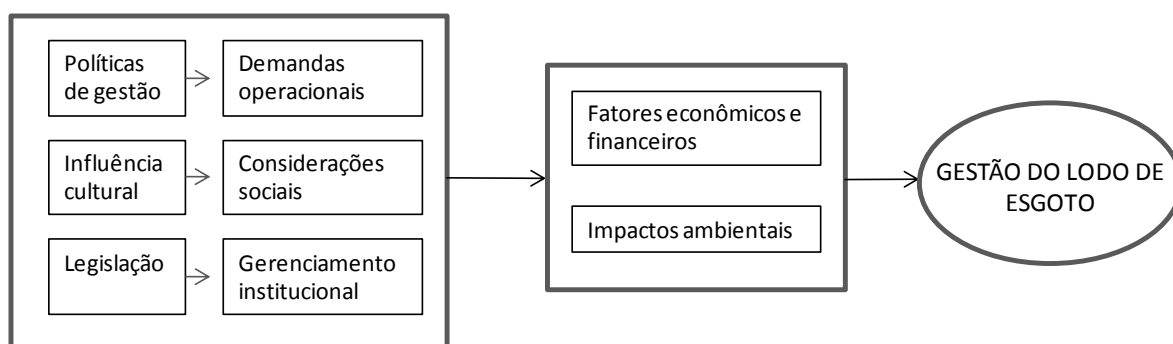 Políticas
de gestão
Demandas
operacionais
Influência
cultural
Considerações
sociais
Legislação
Gerenciamento
institucional
Fatores econômicos e
financeiros
Impactos ambientais
GESTÃO DO LODO DE
ESGOTO